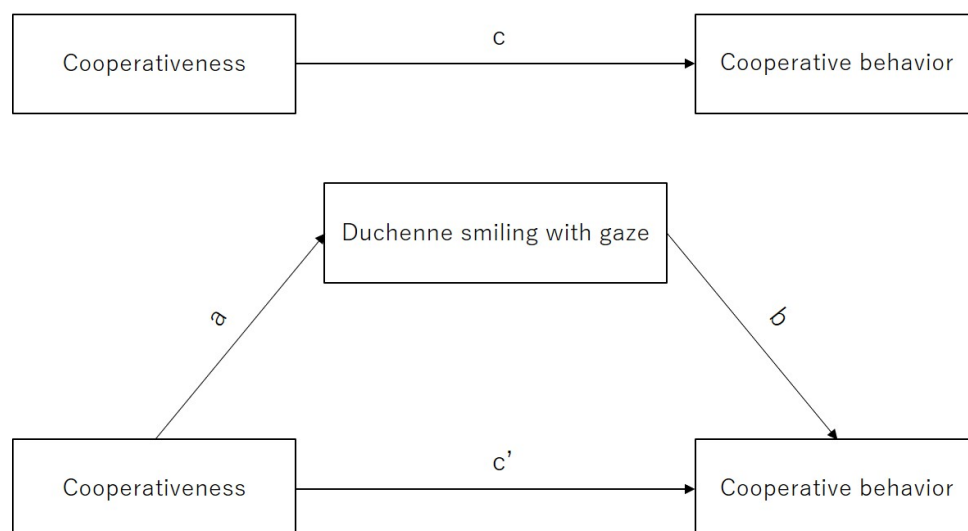 c
Cooperativeness
Cooperative behavior
Duchenne smiling with gaze
a
b
c’
Cooperativeness
Cooperative behavior